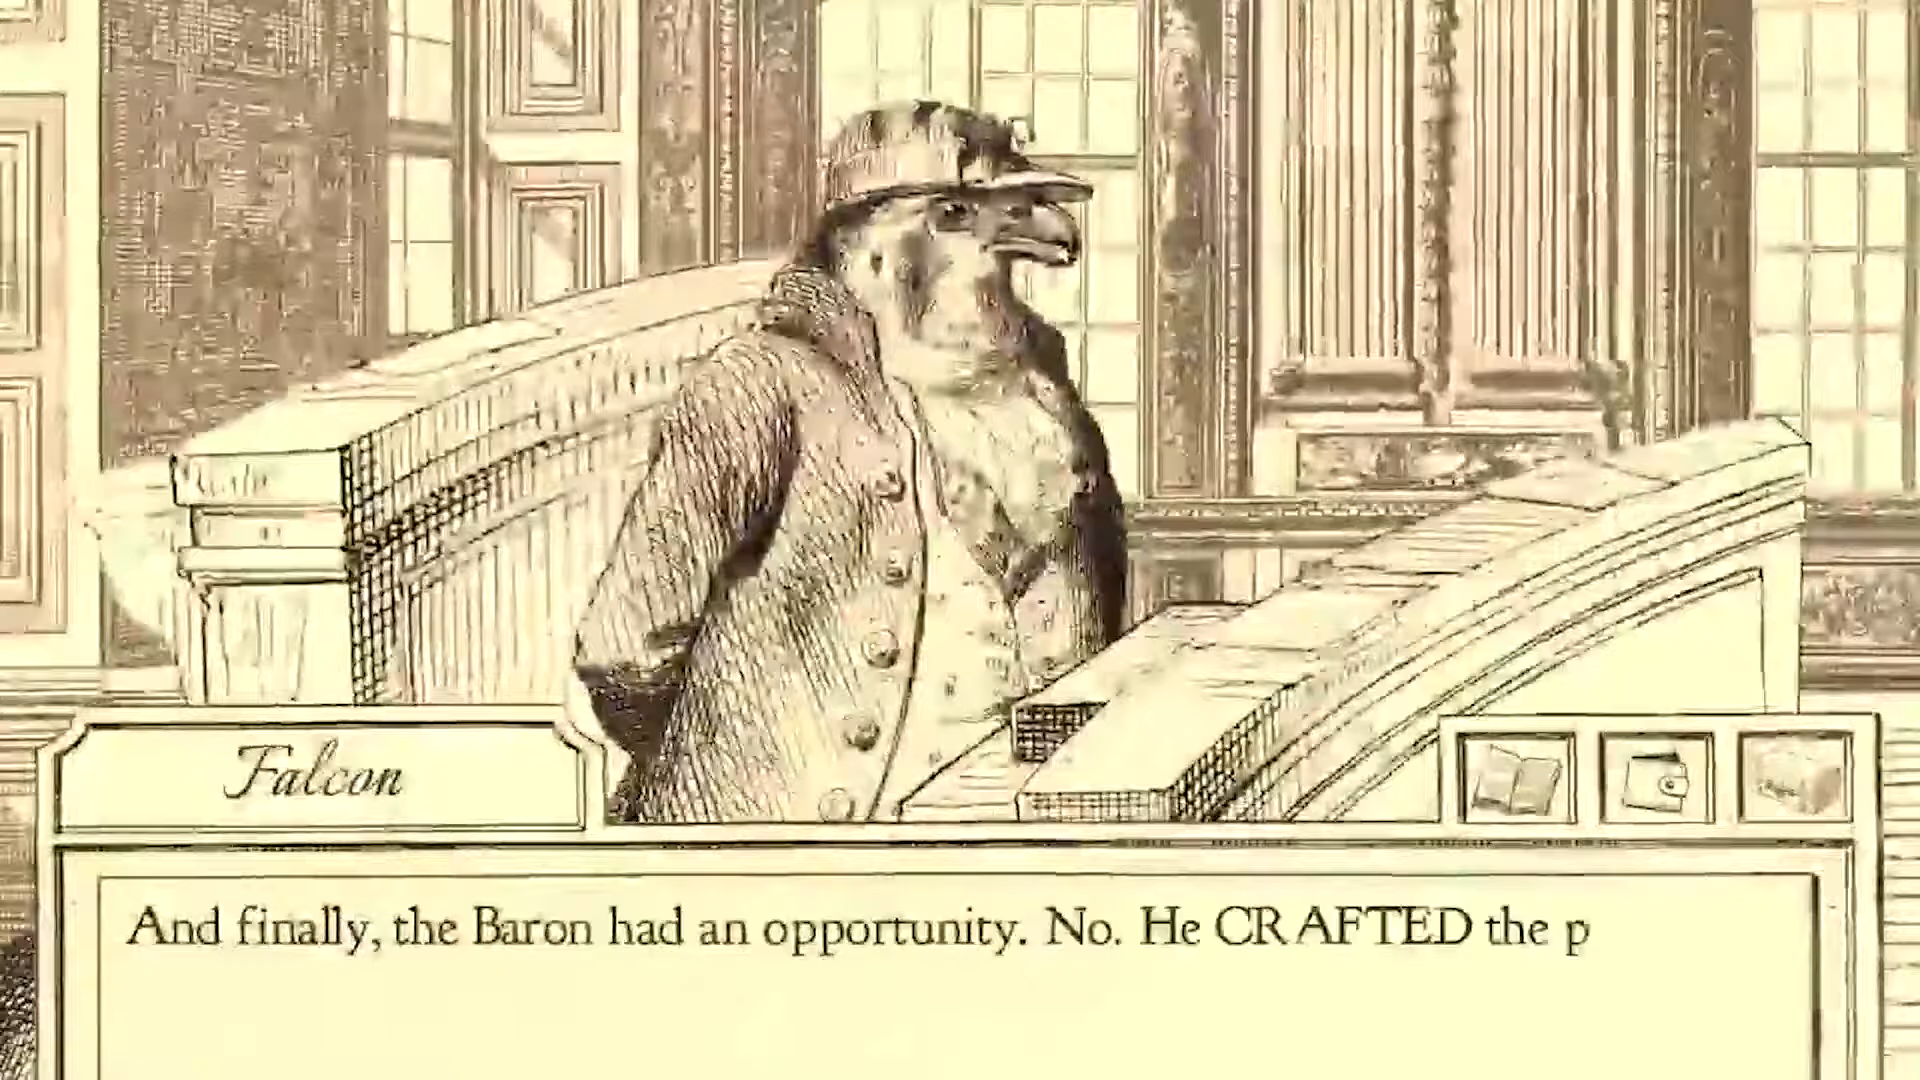 Falcon
And finally, the Baron had an opportunity. No. He CRAFTED the p